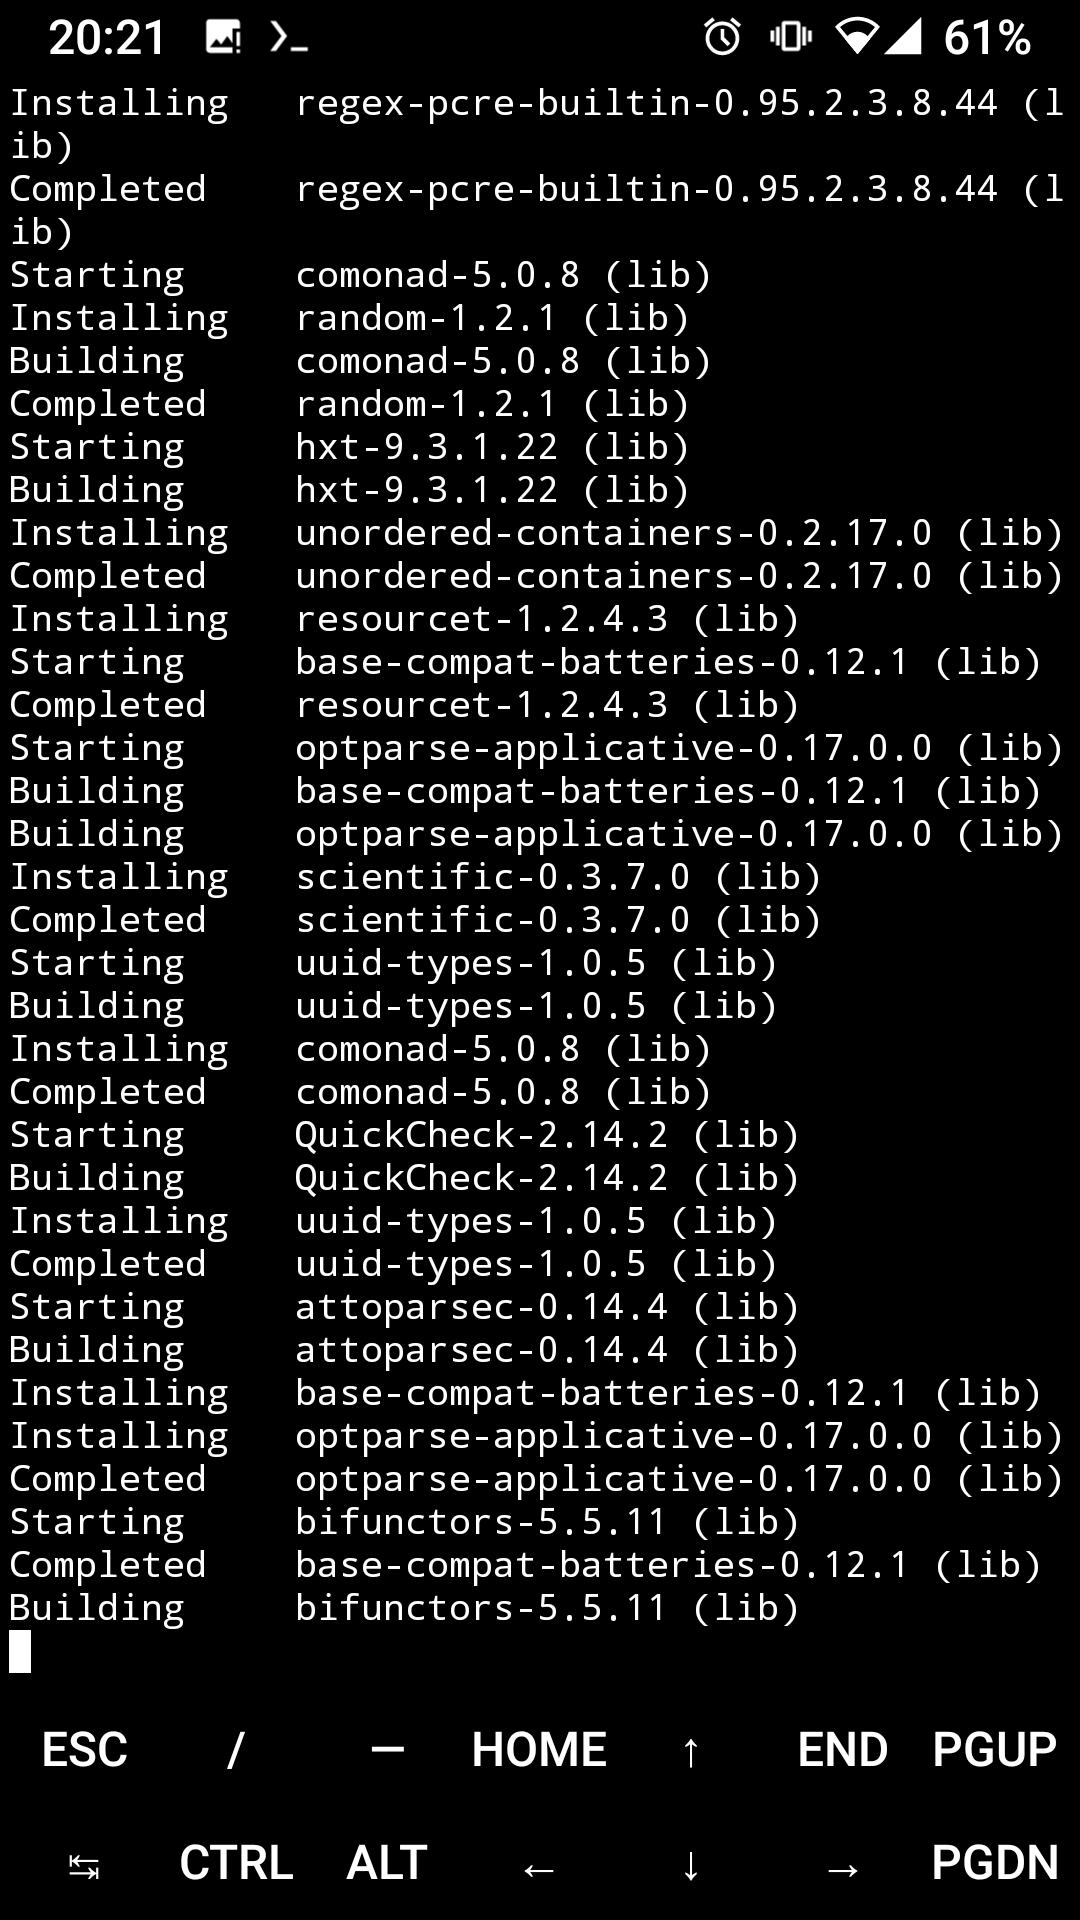 20:21 61%
Installing   regex-pcre-builtin-0.95.2.3.8.44 (l
ib)
Completed    regex-pcre-builtin-0.95.2.3.8.44 (l
ib)
Starting     comonad-5.0.8 (lib)
Installing   random-1.2.1 (lib)
Building     comonad-5.0.8 (lib)
Completed    random-1.2.1 (lib)
Starting     hxt-9.3.1.22 (lib)
Building     hxt-9.3.1.22 (lib)
Installing   unordered-containers-0.2.17.0 (lib)
Completed    unordered-containers-0.2.17.0 (lib)
Installing   resourcet-1.2.4.3 (lib)
Starting     base-compat-batteries-0.12.1 (lib)
Completed    resourcet-1.2.4.3 (lib)
Starting     optparse-applicative-0.17.0.0 (lib)
Building     base-compat-batteries-0.12.1 (lib)
Building     optparse-applicative-0.17.0.0 (lib)
Installing   scientific-0.3.7.0 (lib)
Completed    scientific-0.3.7.0 (lib)
Starting     uuid-types-1.0.5 (lib)
Building     uuid-types-1.0.5 (lib)
Installing   comonad-5.0.8 (lib)
Completed    comonad-5.0.8 (lib)
Starting     QuickCheck-2.14.2 (lib)
Building     QuickCheck-2.14.2 (lib)
Installing   uuid-types-1.0.5 (lib)
Completed    uuid-types-1.0.5 (lib)
Starting     attoparsec-0.14.4 (lib)
Building     attoparsec-0.14.4 (lib)
Installing   base-compat-batteries-0.12.1 (lib)
Installing   optparse-applicative-0.17.0.0 (lib)
Completed    optparse-applicative-0.17.0.0 (lib)
Starting     bifunctors-5.5.11 (lib)
Completed    base-compat-batteries-0.12.1 (lib)
Building     bifunctors-5.5.11 (lib)
ESC / — HOME ↑ END PGUP
↹ CTRL ALT ← ↓ → PGDN